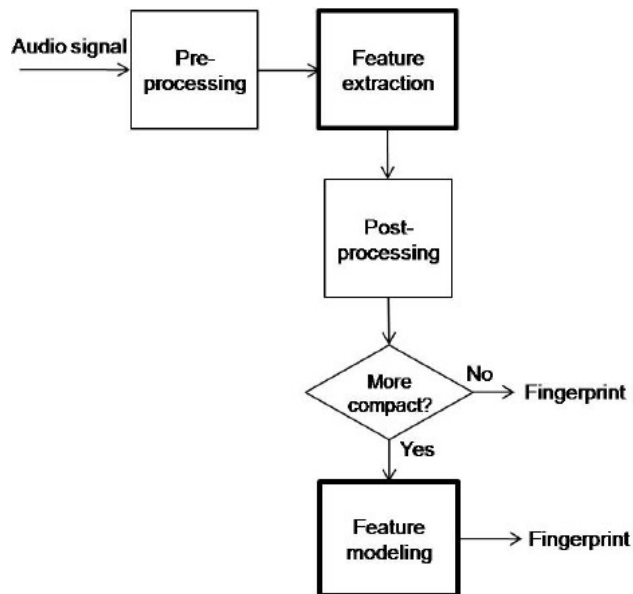 Audio signal
Pre-
processing
Feature
extraction
Post-
processing
More
compact?
No
Fingerprint
Yes
Feature
modeling
Fingerprint